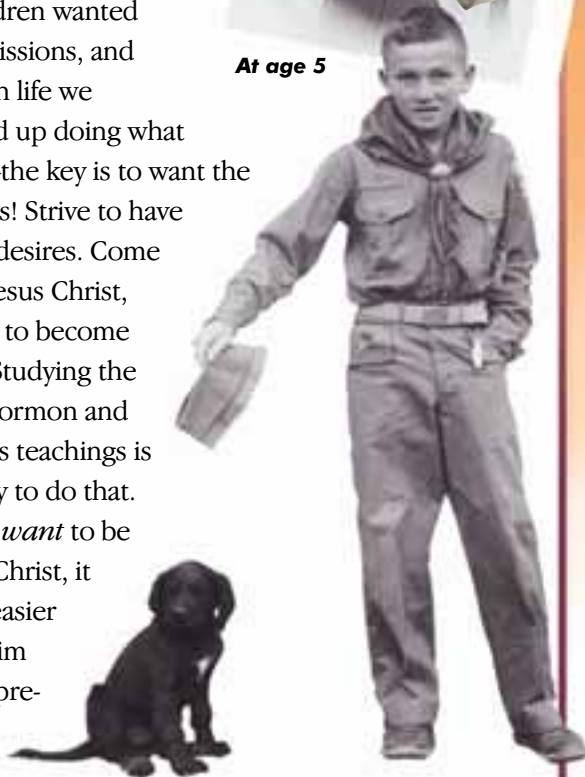 dren wanted
issions, and
At age 5
n life we
d up doing what
the key is to want the
s! Strive to have
desires. Come
esus Christ,
to become
Studying the
ormon and
s teachings is
y to do that.
want to be
Christ, it
easier
im
pre-